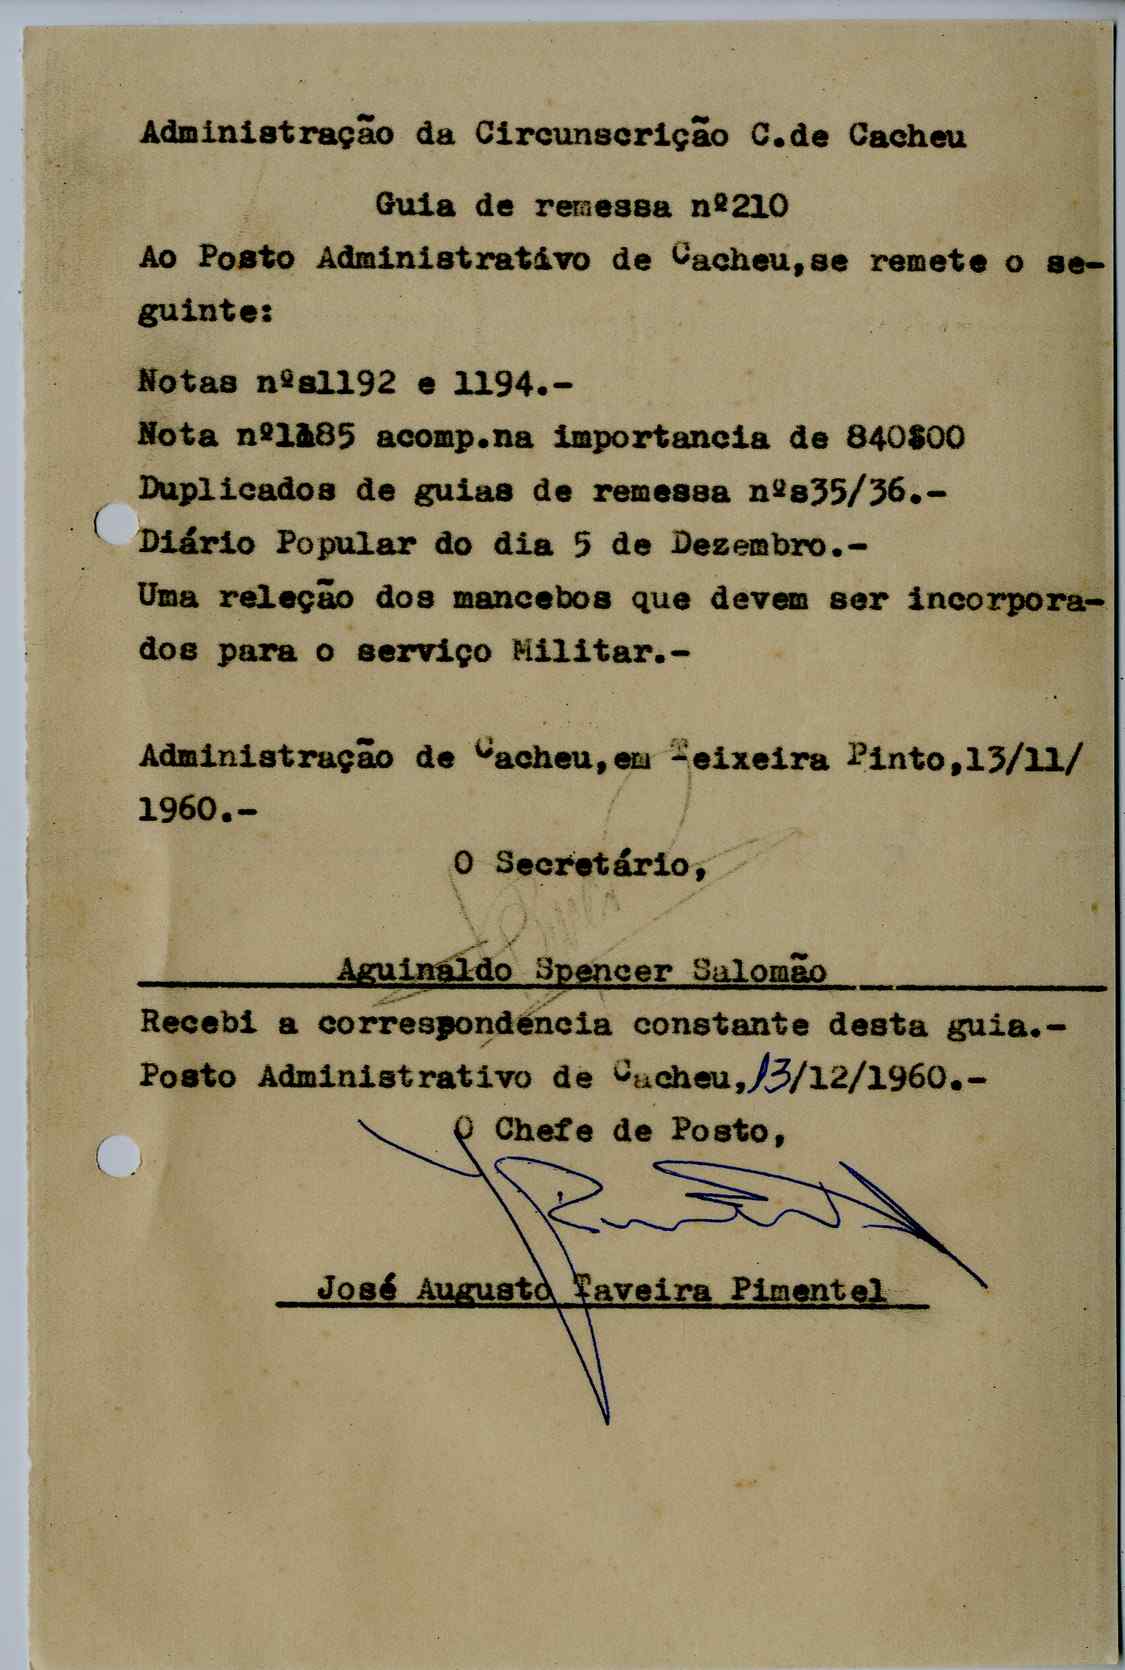 Administração da Circunscrição C.de Cacheu
Guia de remessa nº210
Ao Posto Administrativo de Cacheu,se remete o se-
guinte:
Notas nºs1192 e 1194.-
Nota nº1185 acomp.na importancia de 840$00
Duplicados de guias de remessa nºs35/36.-
Diário Popular do dia 5 de Dezembro.-
Uma releção dos mancebos que devem ser incorpora-
dos para o serviço Militar.-
Administração de Cacheu,em Teixeira Pinto,13/11/
1960.-
O Secretário,
Aguinaldo Spencer Salomão
Recebi a correspondencia constante desta guia.-
Posto Administrativo de Cacheu,13/12/1960.-
O Chefe de Posto,
José Augusto Taveira Pimentel